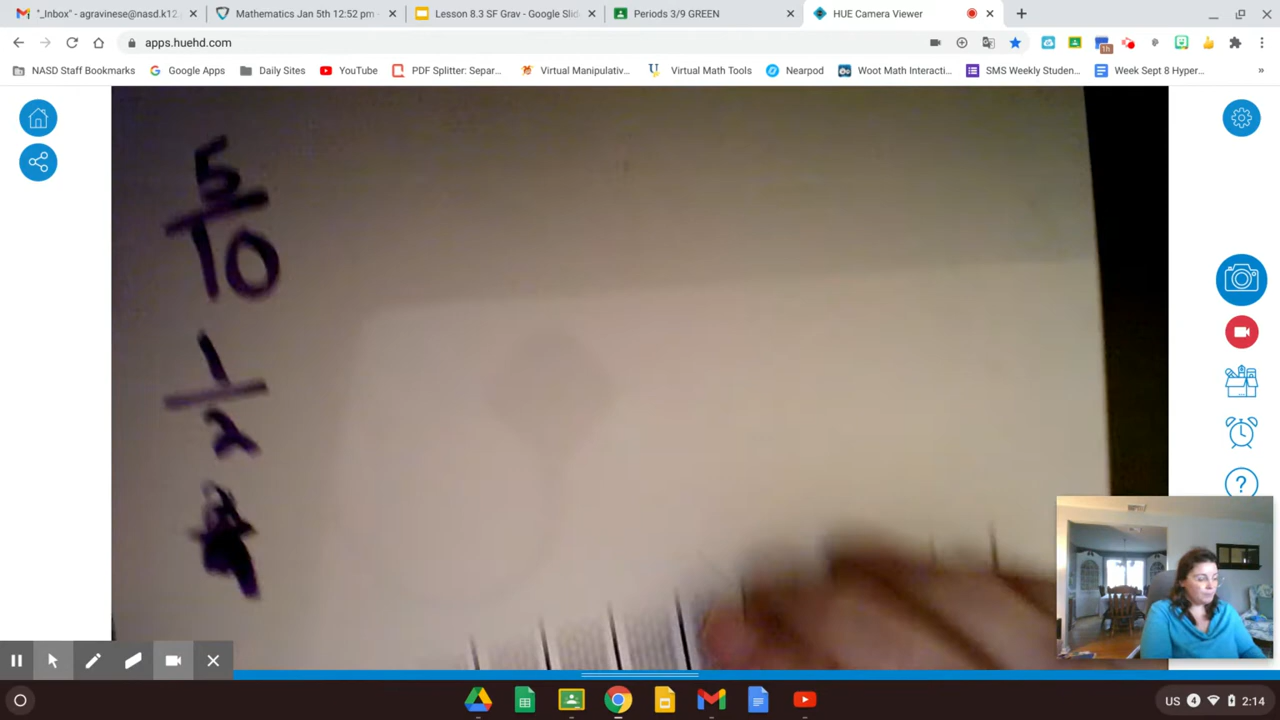 "_Inbox" - agravinese@nasd.k12.
Mathematics Jan 5th 12:52 pm -
Lesson 8.3 SF Grav - Google Slid
Periods 3/9 GREEN
HUE Camera Viewer
apps.huehd.com
1h
NASD Staff Bookmarks
Google Apps
Daily Sites
YouTube
PDF Splitter: Separ...
Virtual Manipulativ...
Virtual Math Tools
Nearpod
Woot Math Interacti...
SMS Weekly Studen...
Week Sept 8 Hyper...
»
5
10
1
2
?
US 4 2:14